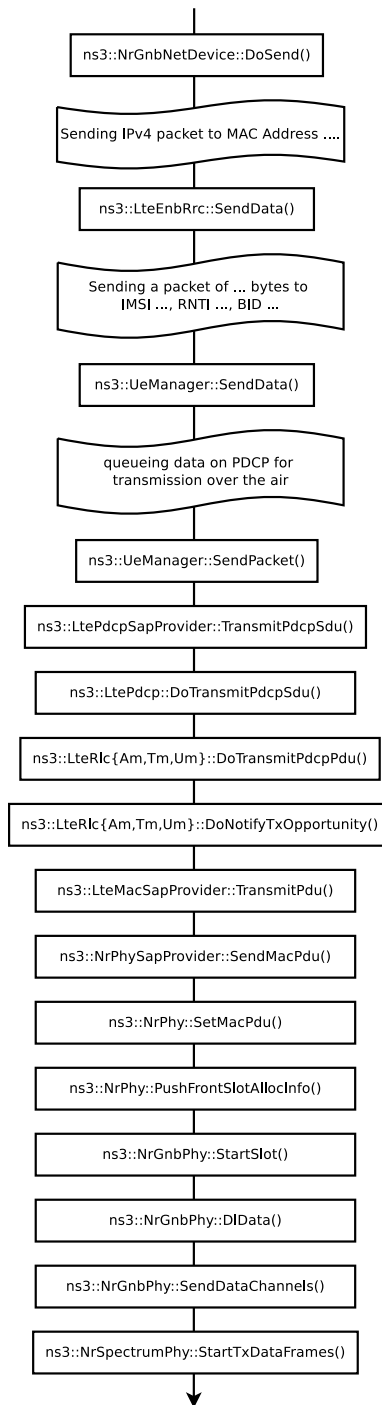 ns3::NrGnbNetDevice::DoSend()
Sending IPv4 packet to MAC Address ....
ns3::LteEnbRrc::SendData()
Sending a packet of ... bytes to
IMSI ..., RNTI ..., BID ...
ns3::UeManager::SendData()
queueing data on PDCP for
transmission over the air
ns3::UeManager::SendPacket()
ns3::LtePdcpSapProvider::TransmitPdcpSdu()
ns3::LtePdcp::DoTransmitPdcpSdu()
ns3::LteRlc{Am,Tm,Um}::DoTransmitPdcpPdu()
ns3::LteRlc{Am,Tm,Um}::DoNotifyTxOpportunity()
ns3::LteMacSapProvider::TransmitPdu()
ns3::NrPhySapProvider::SendMacPdu()
ns3::NrPhy::SetMacPdu()
ns3::NrPhy::PushFrontSlotAllocInfo()
ns3::NrGnbPhy::StartSlot()
ns3::NrGnbPhy::DlData()
ns3::NrGnbPhy::SendDataChannels()
ns3::NrSpectrumPhy::StartTxDataFrames()